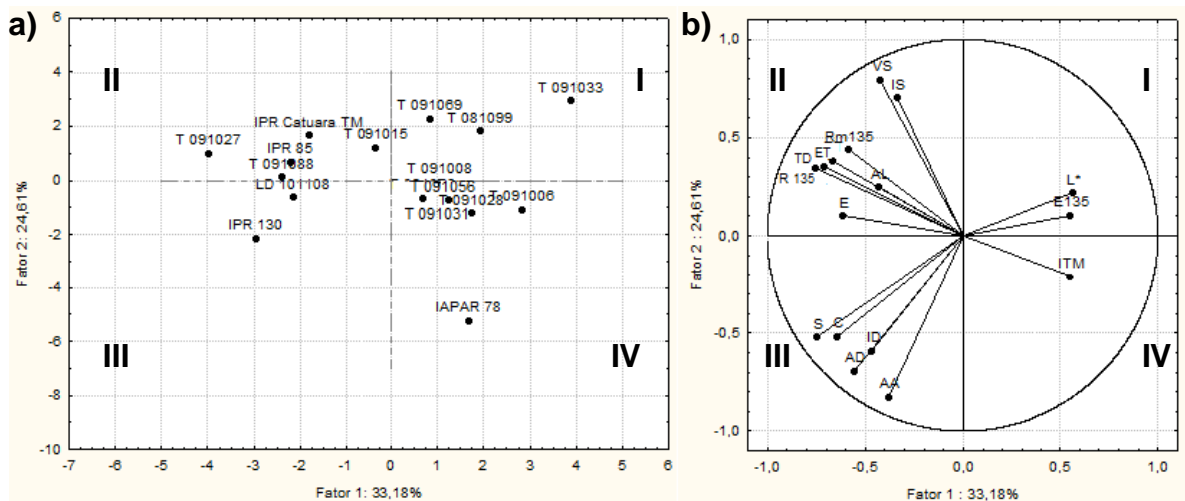 a)
6
4
2
0
-2
-4
-6
-8
-10
-7
-6
-5
-4
-3
-2
-1
0
1
2
3
4
5
6
Fator 2: 24,61%
Fator 1: 33,18%
II
I
III
IV
T 091033
T 091069
T 081099
IPR Catuara TM
T 091015
T 091027
IPR 85
T 091088
LD 101108
T 091008
T 091056
T 091028
T 091006
T 091031
IPR 130
IAPAR 78
b)
1,0
0,5
0,0
-0,5
-1,0
-1,0
-0,5
0,0
0,5
1,0
Fator 2 : 24,61%
Fator 1 : 33,18%
II
I
III
IV
VS
IS
Rm135
ET
TD
R 135
AL
E
L*
E135
ITM
S
C
ID
AD
AA